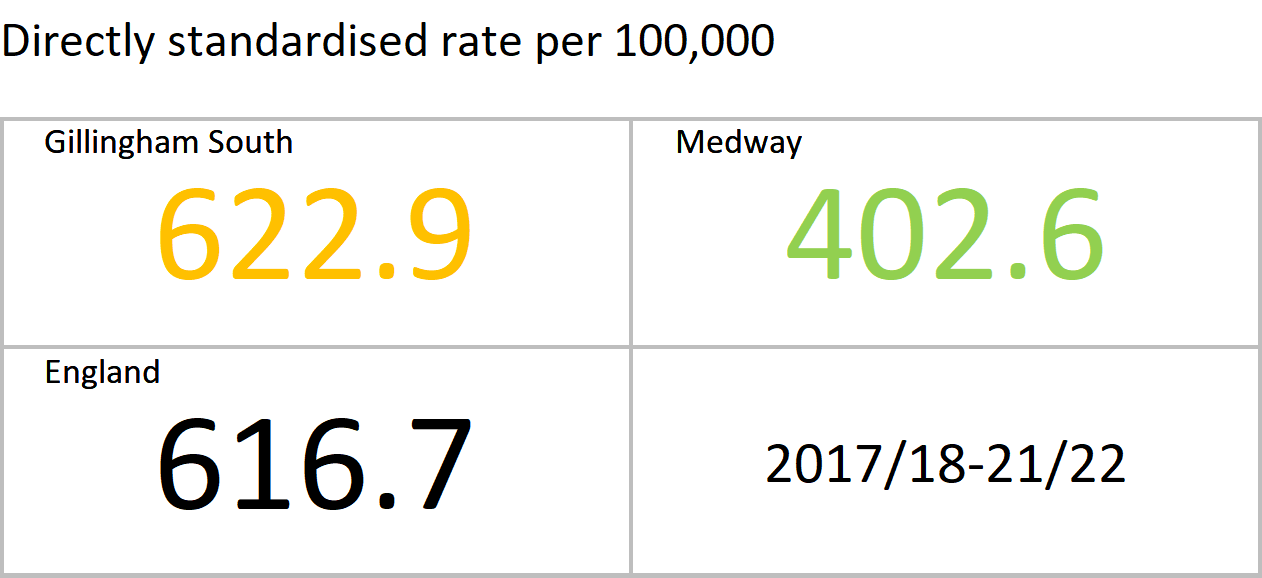 Directly standardised rate per 100,000
Gillingham South
622.9
Medway
402.6
England
616.7
2017/18-21/22